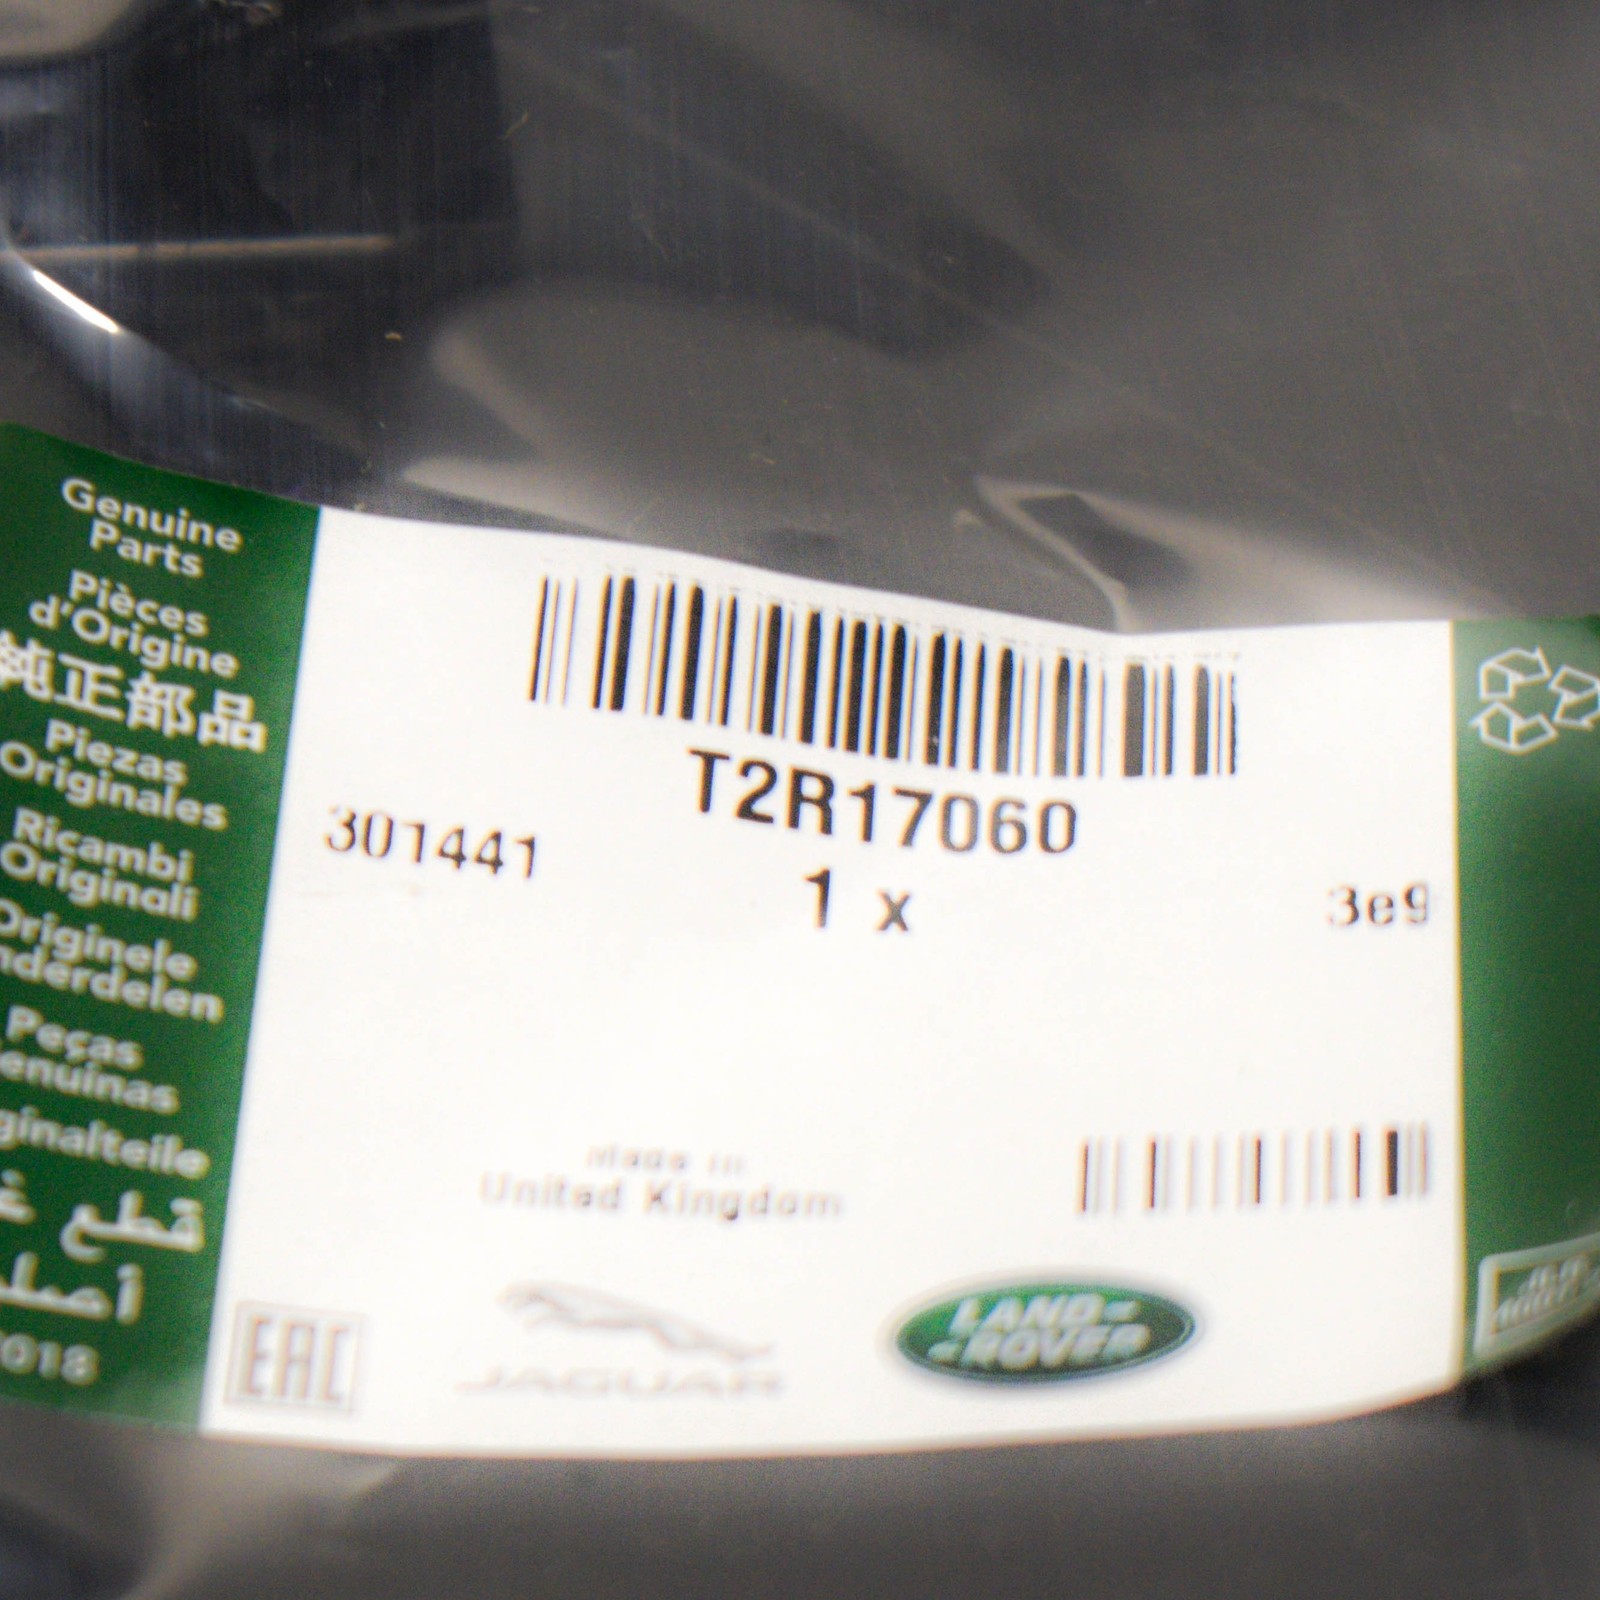 Genuine
Parts
Pièces
d'Origine
純正部品
Piezas
Originales
Ricambi
Originali
Originele
Peças
قطع
T2R17060
301441
1 x
3e9
Made in
United Kingdom
EAC
JAGUAR
LAND-
-ROVER